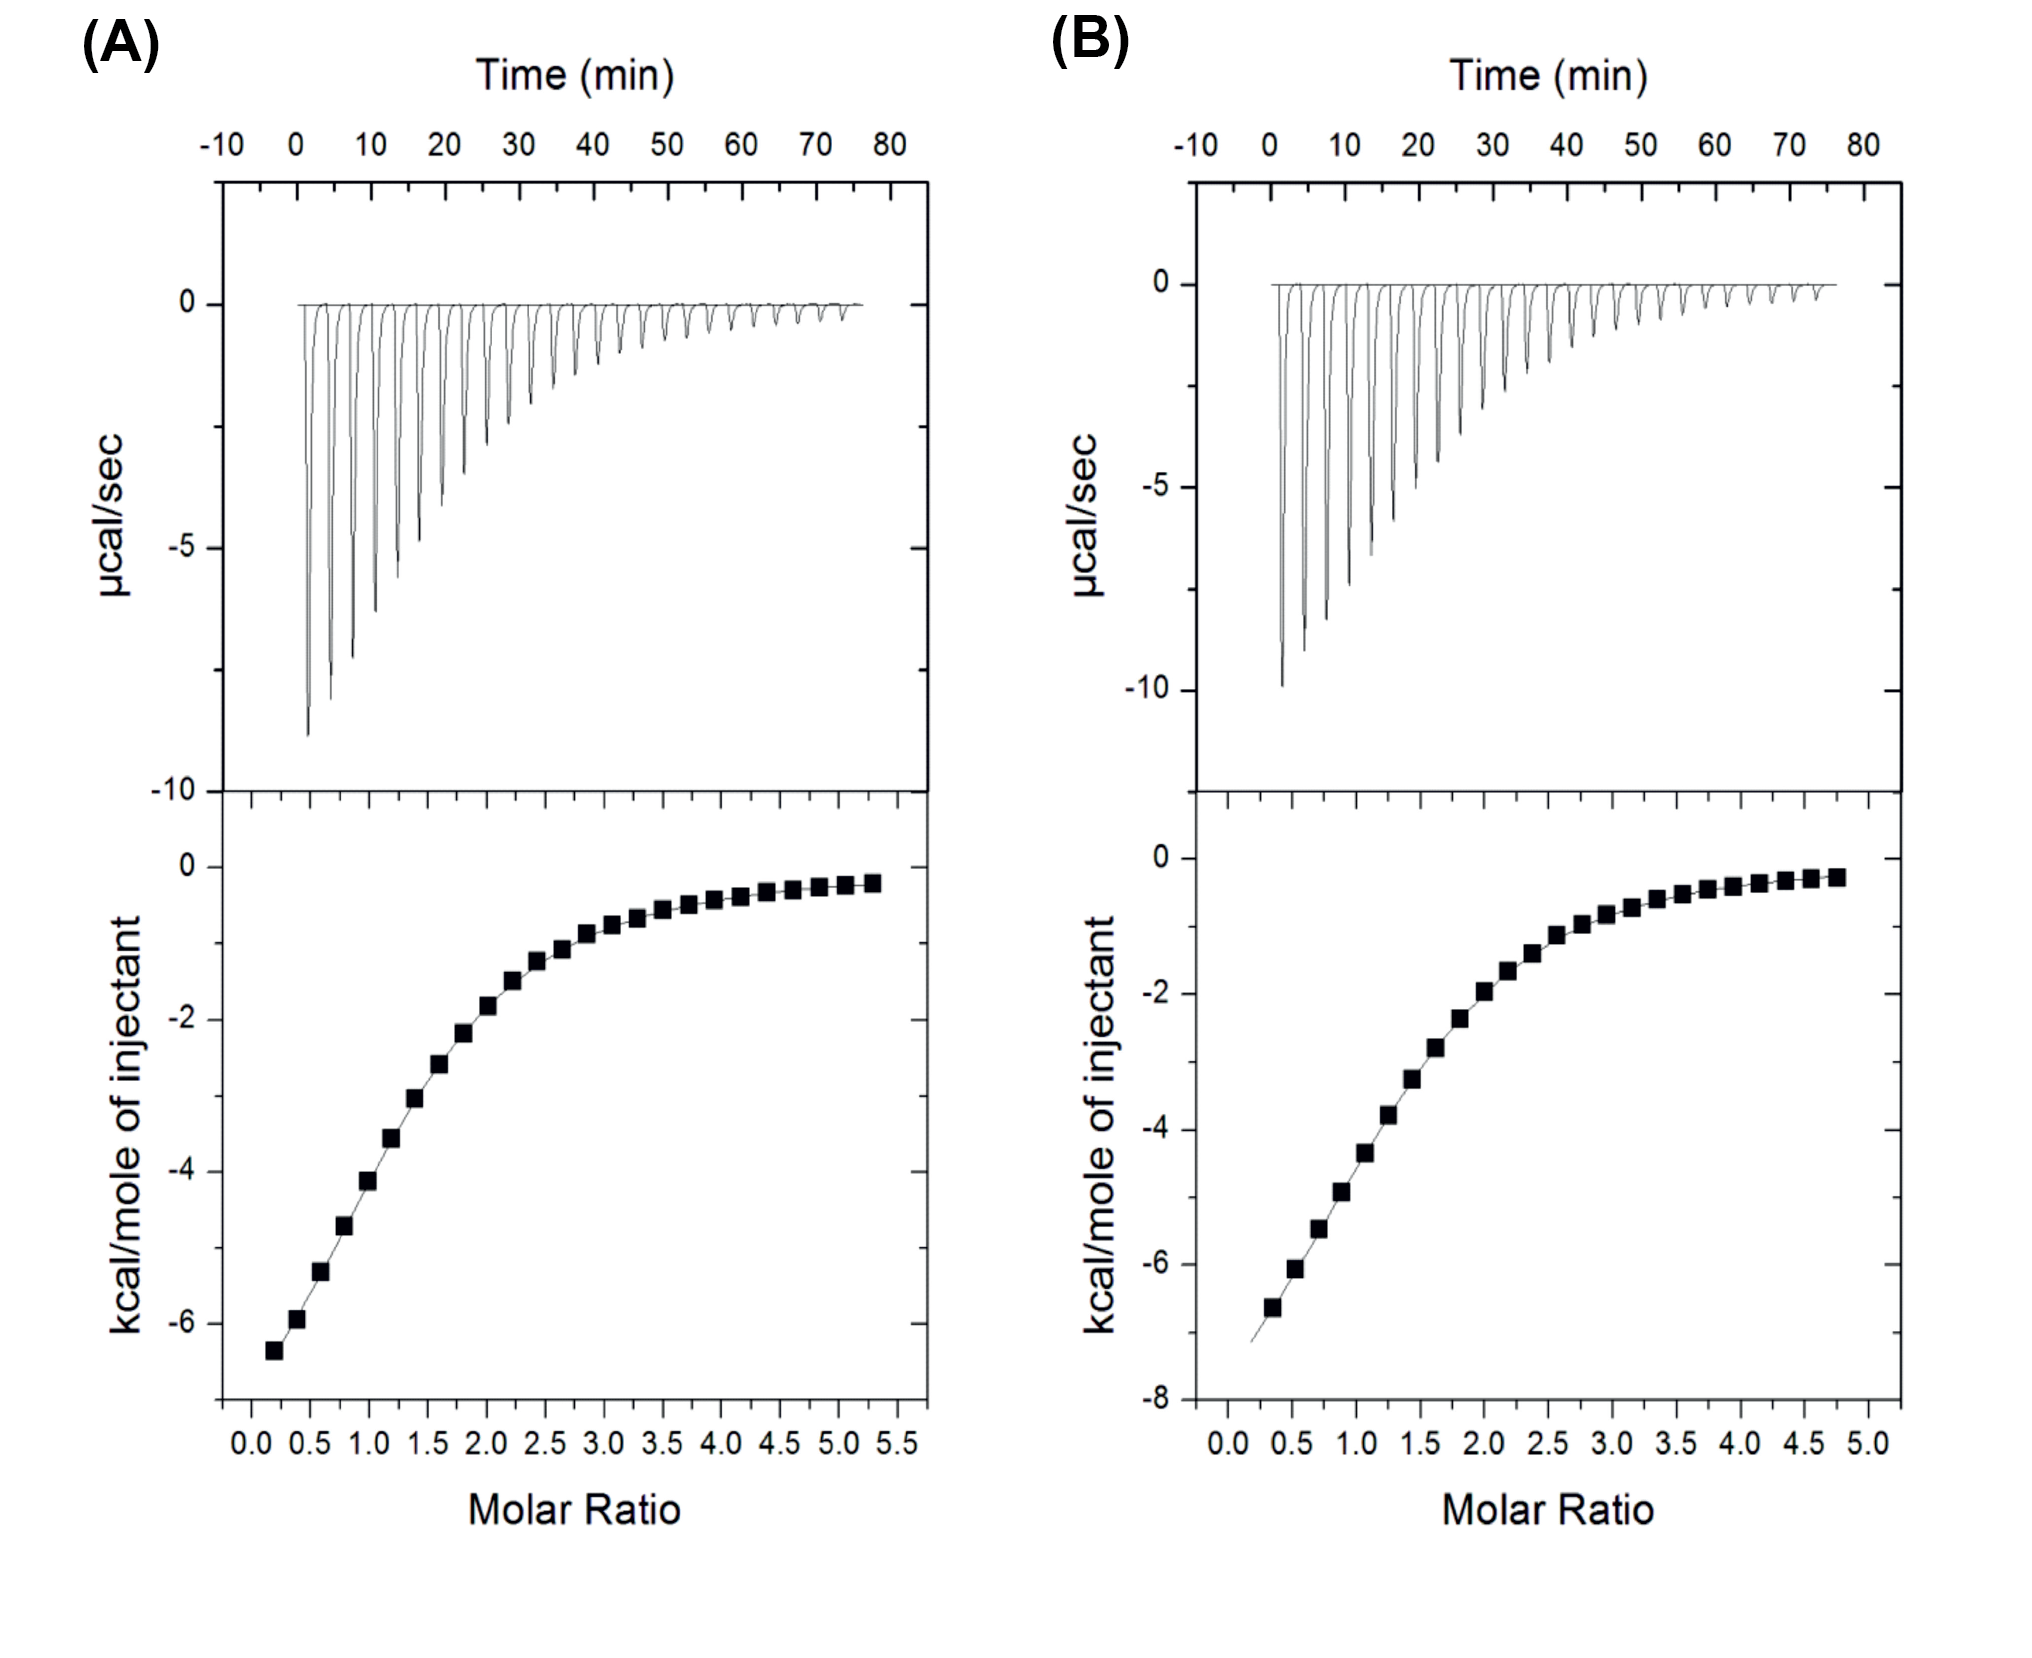 (A)
Time (min)
-10 0 10 20 30 40 50 60 70 80
µcal/sec
0
-5
-10
kcal/mole of injectant
0
-2
-4
-6
0.0 0.5 1.0 1.5 2.0 2.5 3.0 3.5 4.0 4.5 5.0 5.5
Molar Ratio
(B)
Time (min)
-10 0 10 20 30 40 50 60 70 80
µcal/sec
0
-5
-10
kcal/mole of injectant
0
-2
-4
-6
-8
0.0 0.5 1.0 1.5 2.0 2.5 3.0 3.5 4.0 4.5 5.0
Molar Ratio